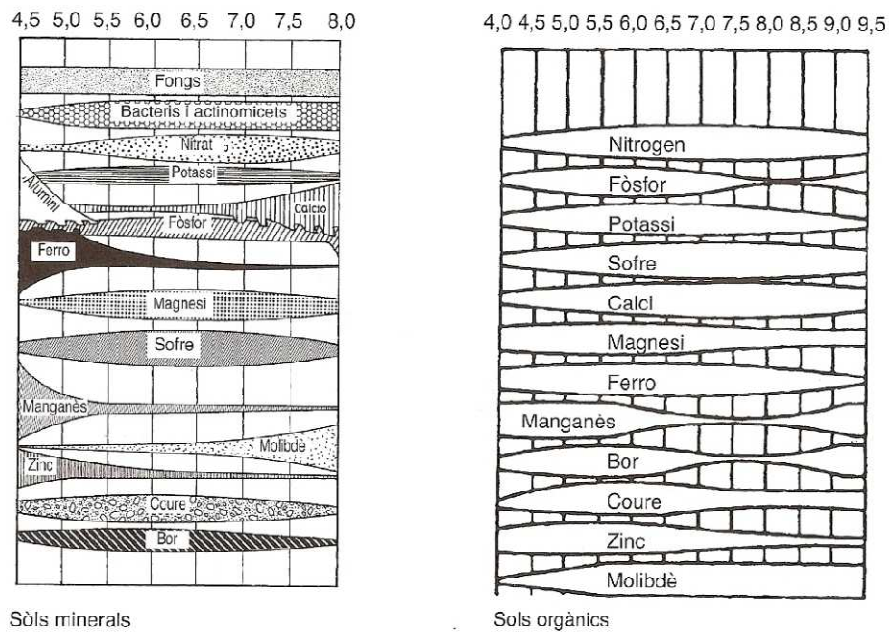 4,5 5,0 5,5 6,0 6,5 7,0 7,5 8,0
Fongs
Bacteris i actinomicets
Nitrat
Potassi
Alumini
Calcio
Fòsfor
Ferro
Magnesi
Sofre
Manganès
Molibdè
Zinc
Coure
Bor
Sòls minerals
4,0 4,5 5,0 5,5 6,0 6,5 7,0 7,5 8,0 9,0 9,5
Nitrogen
Fòsfor
Potassi
Sofre
Calci
Magnesi
Ferro
Manganès
Bor
Coure
Zinc
Molibdè
Sols orgànics